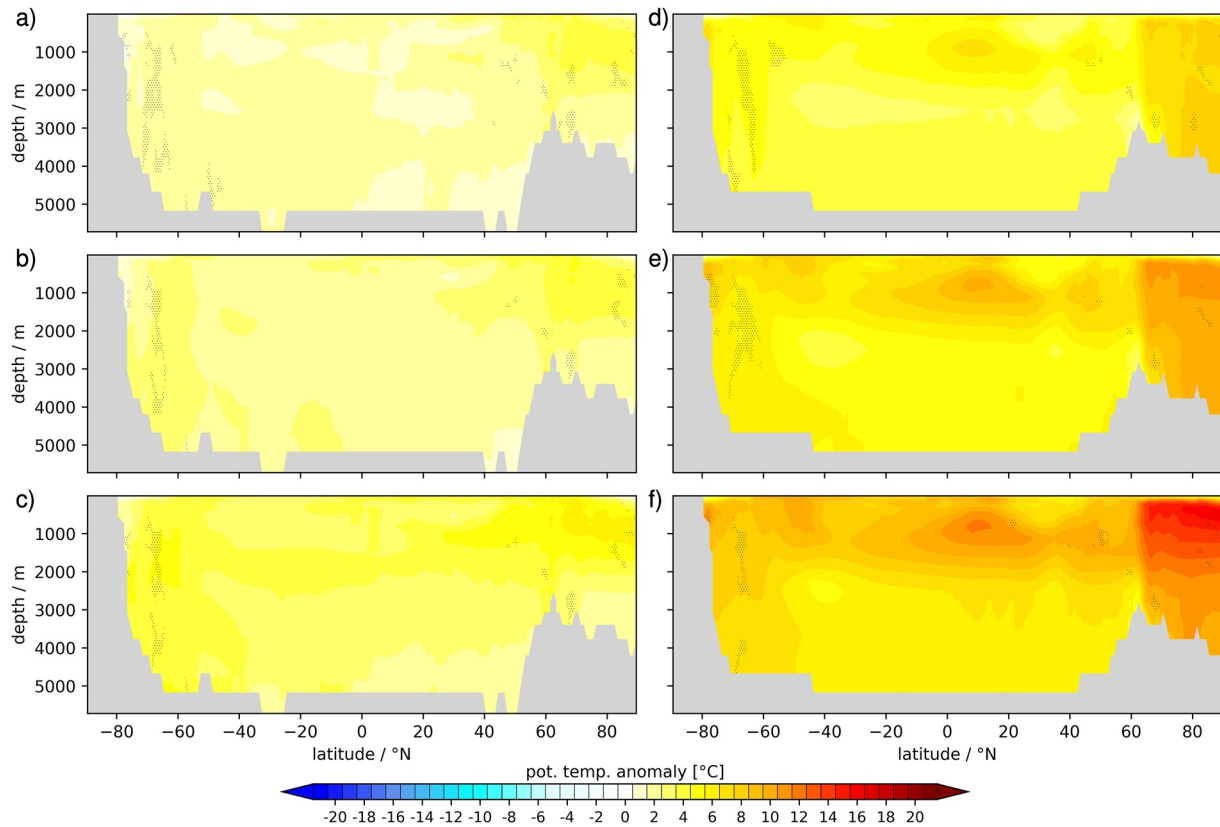 a)
d)
1000
2000
3000
4000
5000
depth / m
b)
e)
1000
2000
3000
4000
5000
depth / m
c)
f)
1000
2000
3000
4000
5000
depth / m
−80 −60 −40 −20 0 20 40 60 80
latitude / °N
−80 −60 −40 −20 0 20 40 60 80
latitude / °N
pot. temp. anomaly [°C]
-20 -18 -16 -14 -12 -10 -8 -6 -4 -2 0 2 4 6 8 10 12 14 16 18 20